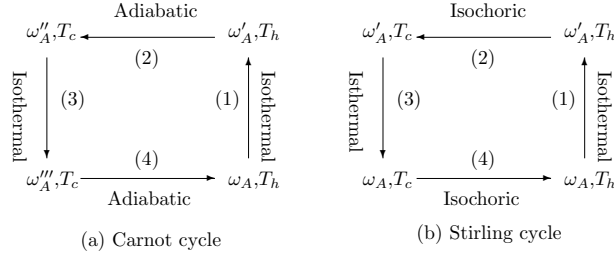 Adiabatic
ω″_A,T_c
ω′_A,T_h
(2)
Isothermal
(3)
(1)
Isothermal
(4)
ω‴_A,T_c
ω_A,T_h
Adiabatic
(a) Carnot cycle
Isochoric
ω′_A,T_c
ω′_A,T_h
(2)
Isthermal
(3)
(1)
Isothermal
(4)
ω_A,T_c
ω_A,T_h
Isochoric
(b) Stirling cycle